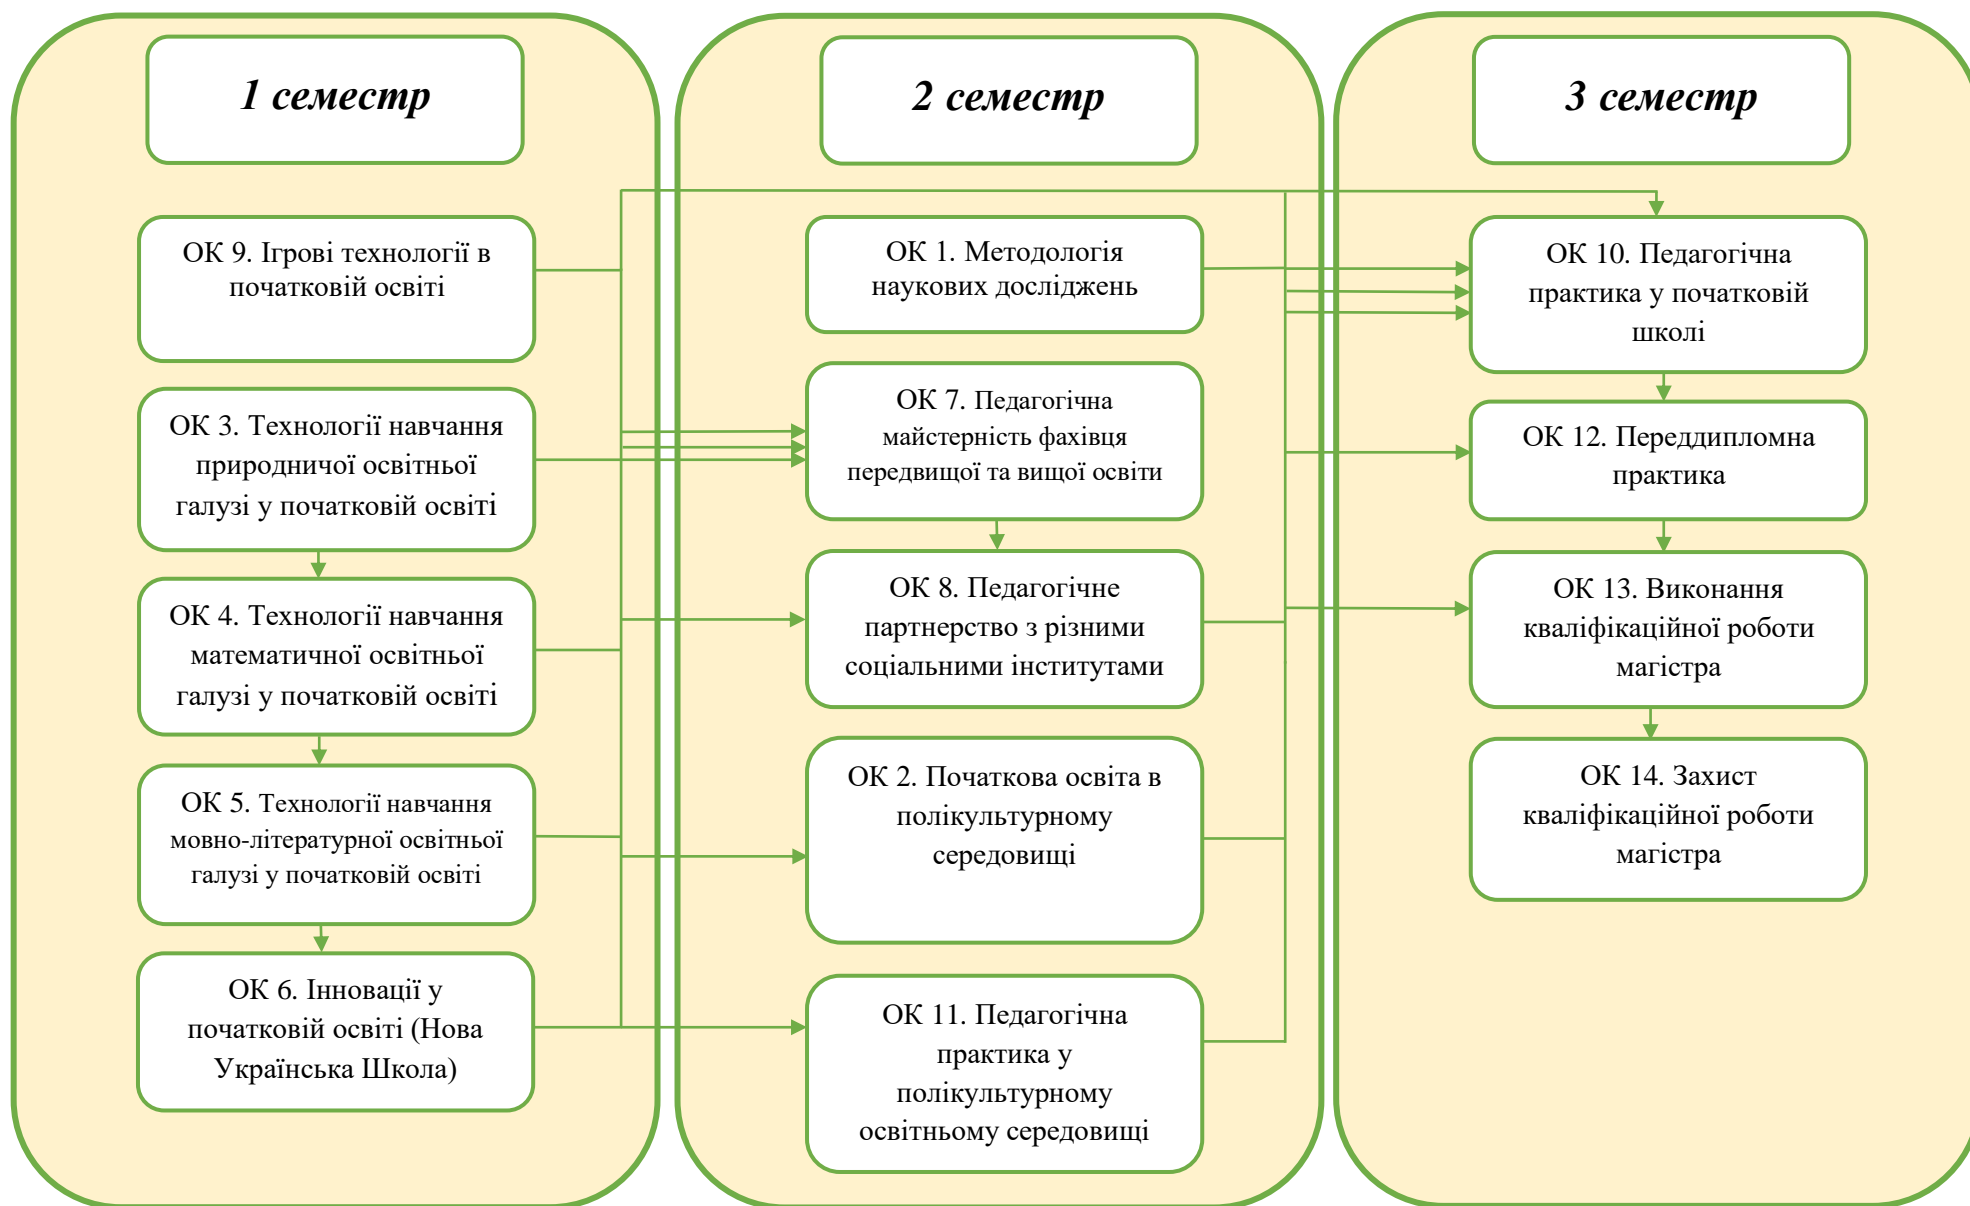 1 семестр
ОК 9. Ігрові технології в
початковій освіті
ОК 3. Технології навчання
природничої освітньої
галузі у початковій освіті
ОК 4. Технології навчання
математичної освітньої
галузі у початковій освіті
ОК 5. Технології навчання
мовно-літературної освітньої
галузі у початковій освіті
ОК 6. Інновації у
початковій освіті (Нова
Українська Школа)
2 семестр
ОК 1. Методологія
наукових досліджень
ОК 7. Педагогічна
майстерність фахівця
передвищої та вищої освіти
ОК 8. Педагогічне
партнерство з різними
соціальними інститутами
ОК 2. Початкова освіта в
полікультурному
середовищі
ОК 11. Педагогічна
практика у
полікультурному
освітньому середовищі
3 семестр
ОК 10. Педагогічна
практика у початковій
школі
ОК 12. Переддипломна
практика
ОК 13. Виконання
кваліфікаційної роботи
магістра
ОК 14. Захист
кваліфікаційної роботи
магістра